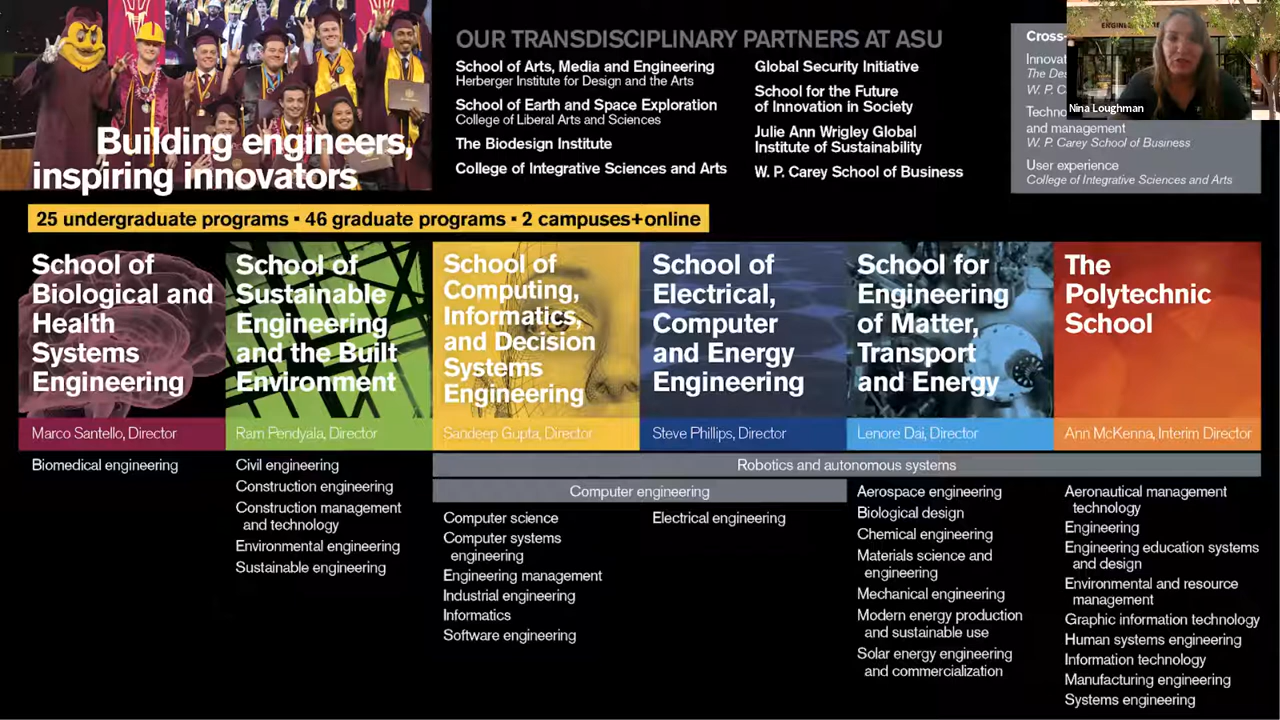 Building engineers,
inspiring innovators
OUR TRANSDISCIPLINARY PARTNERS AT ASU
School of Arts, Media and Engineering
Herberger Institute for Design and the Arts
School of Earth and Space Exploration
College of Liberal Arts and Sciences
The Biodesign Institute
College of Integrative Sciences and Arts
Global Security Initiative
School for the Future
of Innovation in Society
Julie Ann Wrigley Global
Institute of Sustainability
W. P. Carey School of Business
Cross-
Innovat
The Des
W. P. C
Techno
and management
W. P. Carey School of Business
User experience
College of Integrative Sciences and Arts
Nina Loughman
25 undergraduate programs ▪ 46 graduate programs ▪ 2 campuses+online
School of
Biological and
Health
Systems
Engineering
Marco Santello, Director
Biomedical engineering
School of
Sustainable
Engineering
and the Built
Environment
Ram Pendyala, Director
Civil engineering
Construction engineering
Construction management
and technology
Environmental engineering
Sustainable engineering
School of
Computing,
Informatics,
and Decision
Systems
Engineering
Sandeep Gupta, Director
School of
Electrical,
Computer
and Energy
Engineering
Steve Phillips, Director
School for
Engineering
of Matter,
Transport
and Energy
Lenore Dai, Director
The
Polytechnic
School
Ann McKenna, Interim Director
Robotics and autonomous systems
Computer engineering
Computer science
Computer systems
engineering
Engineering management
Industrial engineering
Informatics
Software engineering
Electrical engineering
Aerospace engineering
Biological design
Chemical engineering
Materials science and
engineering
Mechanical engineering
Modern energy production
and sustainable use
Solar energy engineering
and commercialization
Aeronautical management
technology
Engineering
Engineering education systems
and design
Environmental and resource
management
Graphic information technology
Human systems engineering
Information technology
Manufacturing engineering
Systems engineering